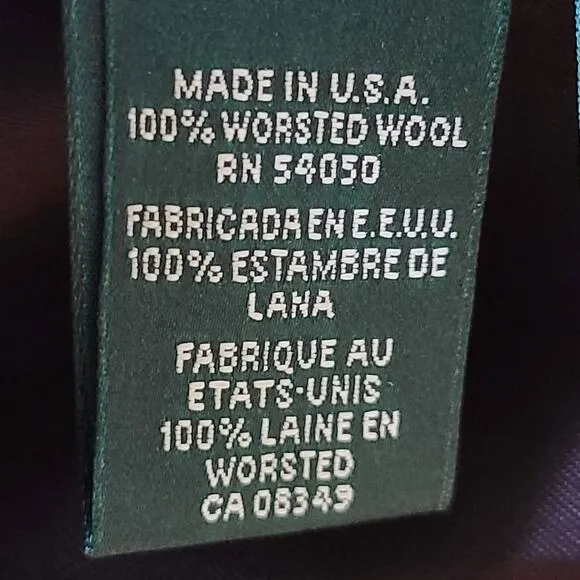 MADE IN U.S.A.
100% WORSTED WOOL
RN 54050
FABRICADA EN E.E.U.U.
100% ESTAMBRE DE
LANA
FABRIQUE AU
ETATS-UNIS
100% LAINE EN
WORSTED
CA 08349